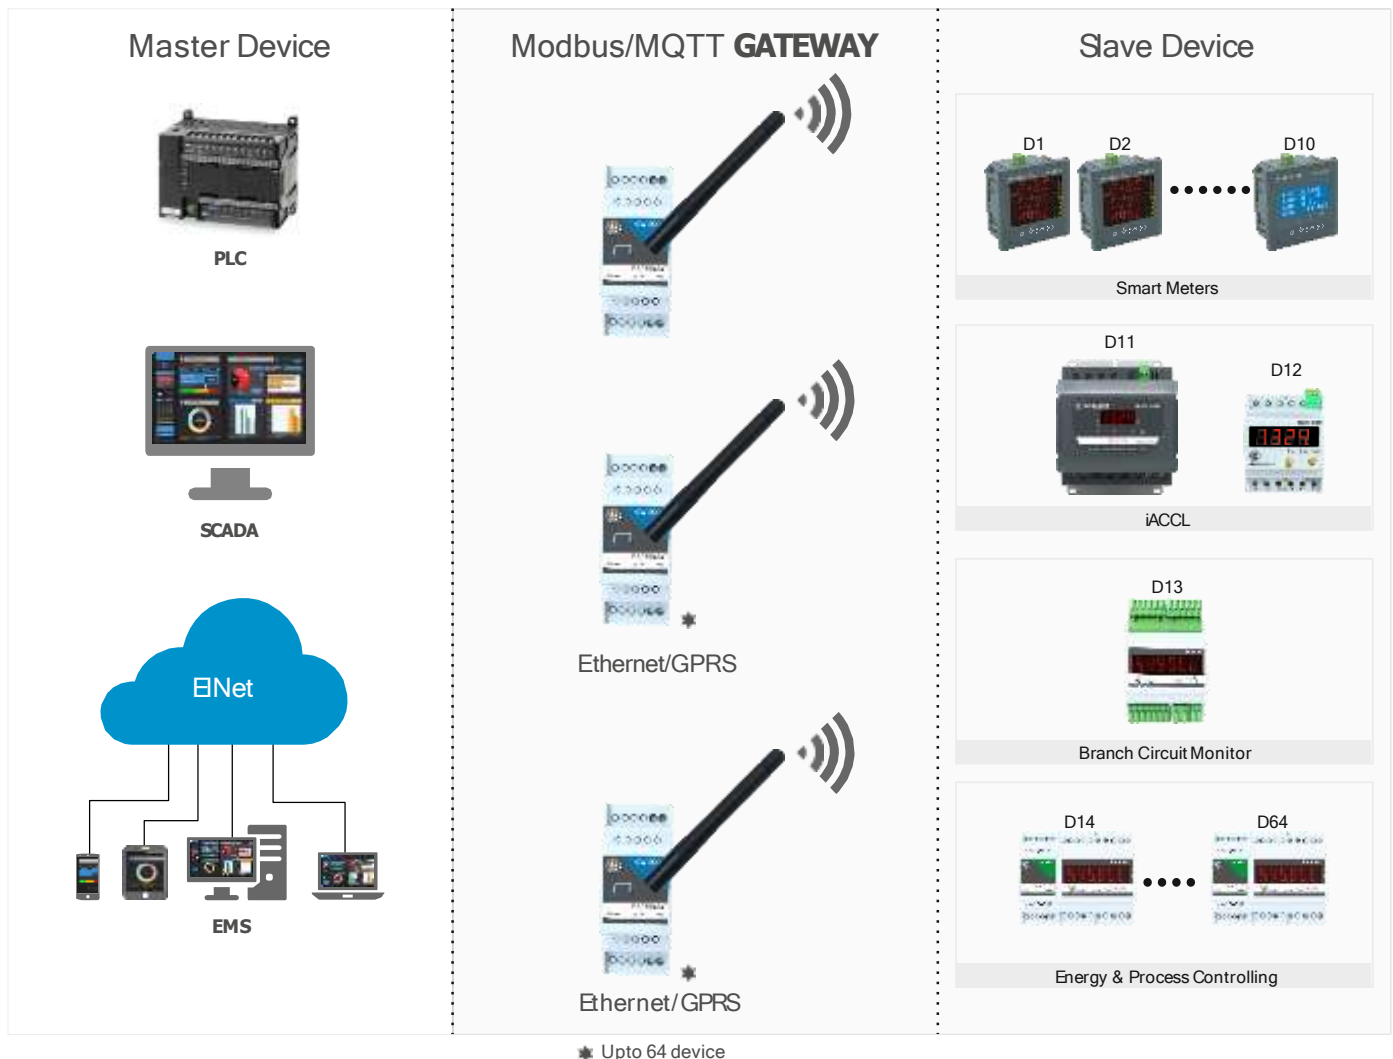 Master Device
PLC
SCADA
ElNet
EMS
Modbus/MQTT GATEWAY
Ethernet/GPRS
Ethernet/GPRS
✱ Upto 64 device
Slave Device
D1
D2
D10
Smart Meters
D11
D12
1329
iACCL
D13
Branch Circuit Monitor
D14
D64
Energy & Process Controlling